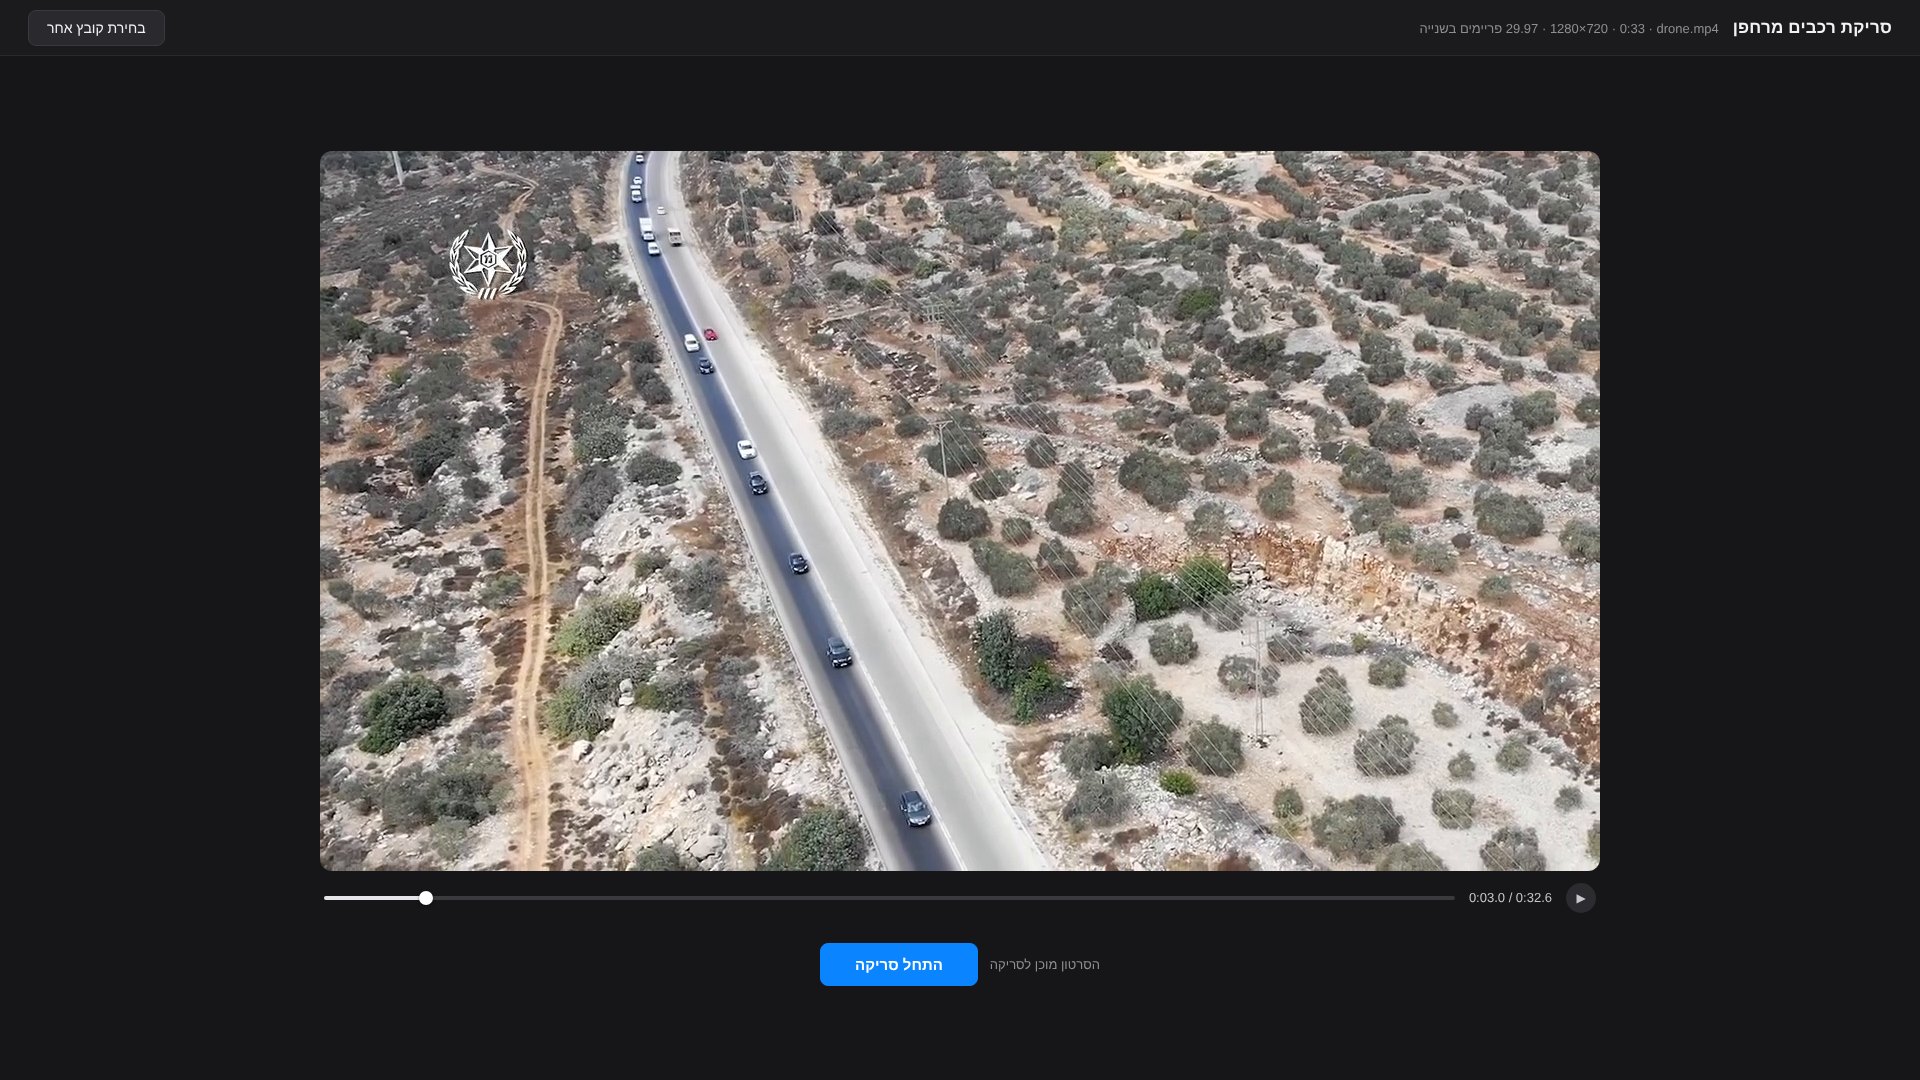 סריקת רכבים מרחפן
drone.mp4 · 0:33 · 1280×720 · 29.97 פריימים בשנייה
בחירת קובץ אחר
0:03.0 / 0:32.6
הסרטון מוכן לסריקה
התחל סריקה